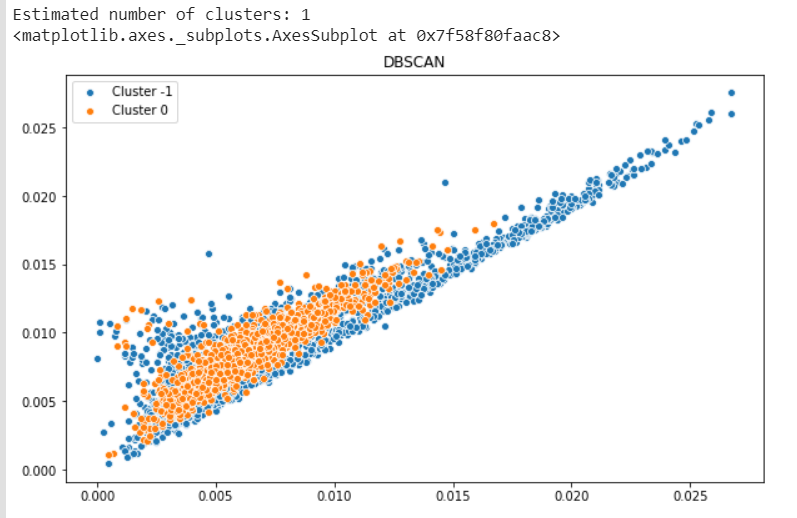 Estimated number of clusters: 1
<matplotlib.axes._subplots.AxesSubplot at 0x7f58f80faac8>
DBSCAN
Cluster -1
Cluster 0
0.025
0.020
0.015
0.010
0.005
0.000
0.000 0.005 0.010 0.015 0.020 0.025